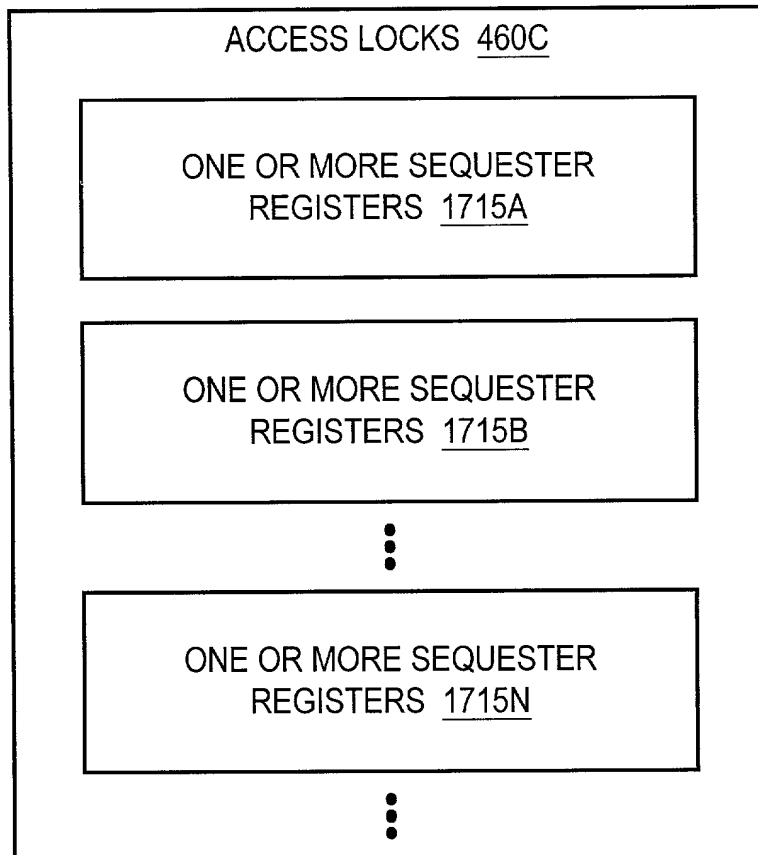 ACCESS LOCKS 460C
ONE OR MORE SEQUESTER
REGISTERS 1715A
ONE OR MORE SEQUESTER
REGISTERS 1715B
ONE OR MORE SEQUESTER
REGISTERS 1715N